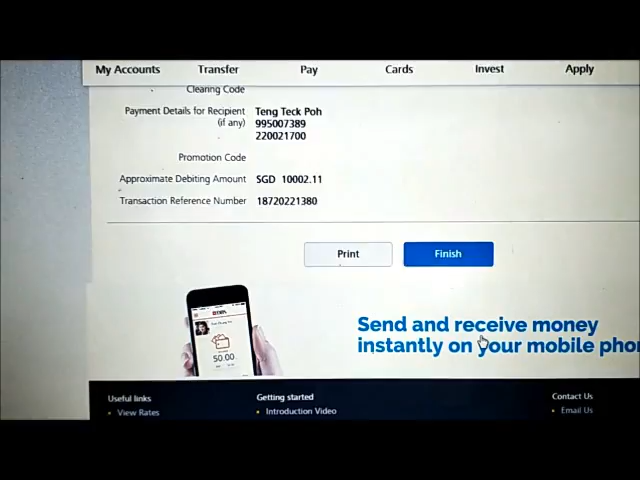 My Accounts Transfer Pay Cards Invest Apply
Clearing Code
Payment Details for Recipient Teng Teck Poh
(if any) 995007389
220021700
Promotion Code
Approximate Debiting Amount SGD 10002.11
Transaction Reference Number 18720221380
Print Finish
DBS
50.00
Send and receive money
instantly on your mobile phon
Useful links Getting started Contact Us
View Rates Introduction Video Email Us